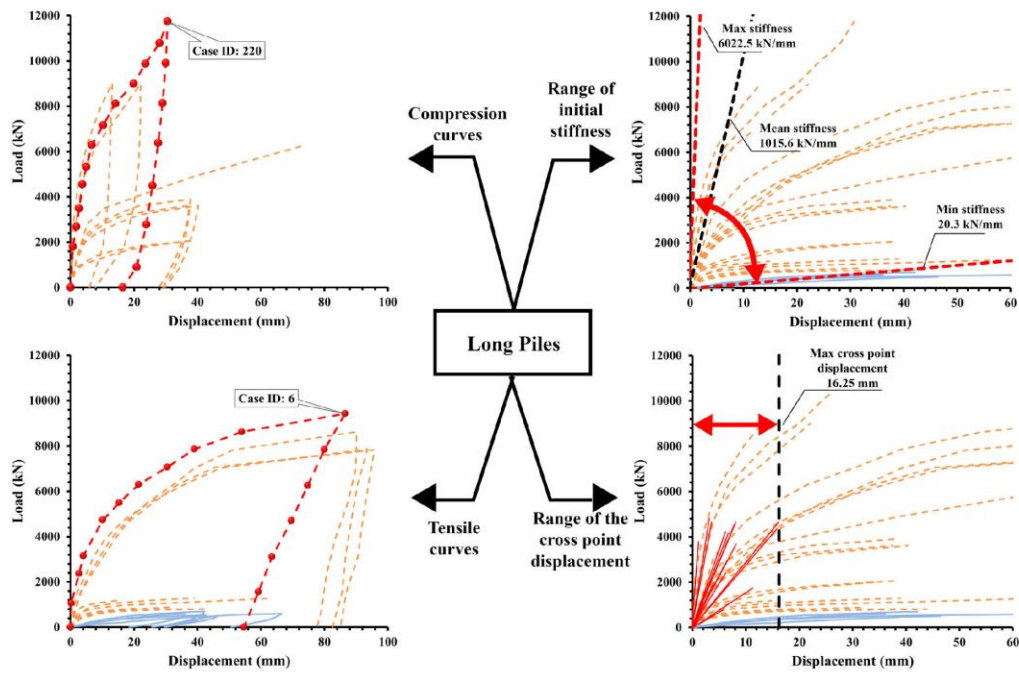 12000
10000
8000
6000
4000
2000
0
Load (kN)
Case ID: 220
0 20 40 60 80 100
Displacement (mm)
Compression
curves
Range of
initial
stiffness
12000
10000
8000
6000
4000
2000
0
Load (kN)
Max stiffness
6022.5 kN/mm
Mean stiffness
1015.6 kN/mm
Min stiffness
20.3 kN/mm
0 10 20 30 40 50 60
Displacement (mm)
Long Piles
12000
10000
8000
6000
4000
2000
0
Load (kN)
Case ID: 6
0 20 40 60 80 100
Displacement (mm)
Tensile
curves
Range of the
cross point
displacement
12000
10000
8000
6000
4000
2000
0
Load (kN)
Max cross point
displacement
16.25 mm
0 10 20 30 40 50 60
Displacement (mm)